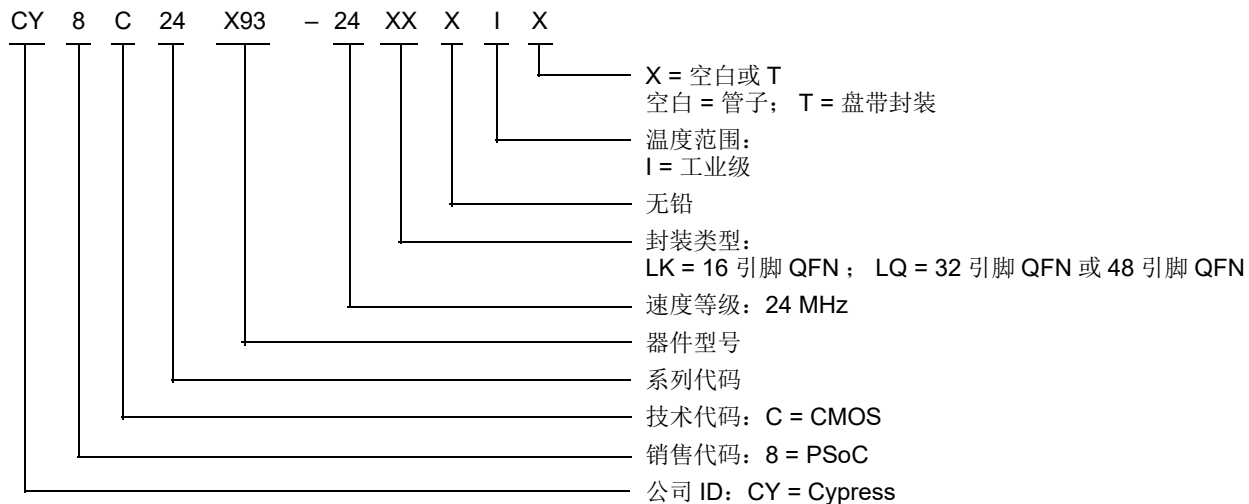 CY 8 C 24 X93 – 24 XX X I X
X = 空白或 T
空白 = 管子； T = 盘带封装
温度范围：
I = 工业级
无铅
封装类型：
LK = 16 引脚 QFN ； LQ = 32 引脚 QFN 或 48 引脚 QFN
速度等级：24 MHz
器件型号
系列代码
技术代码：C = CMOS
销售代码：8 = PSoC
公司 ID：CY = Cypress